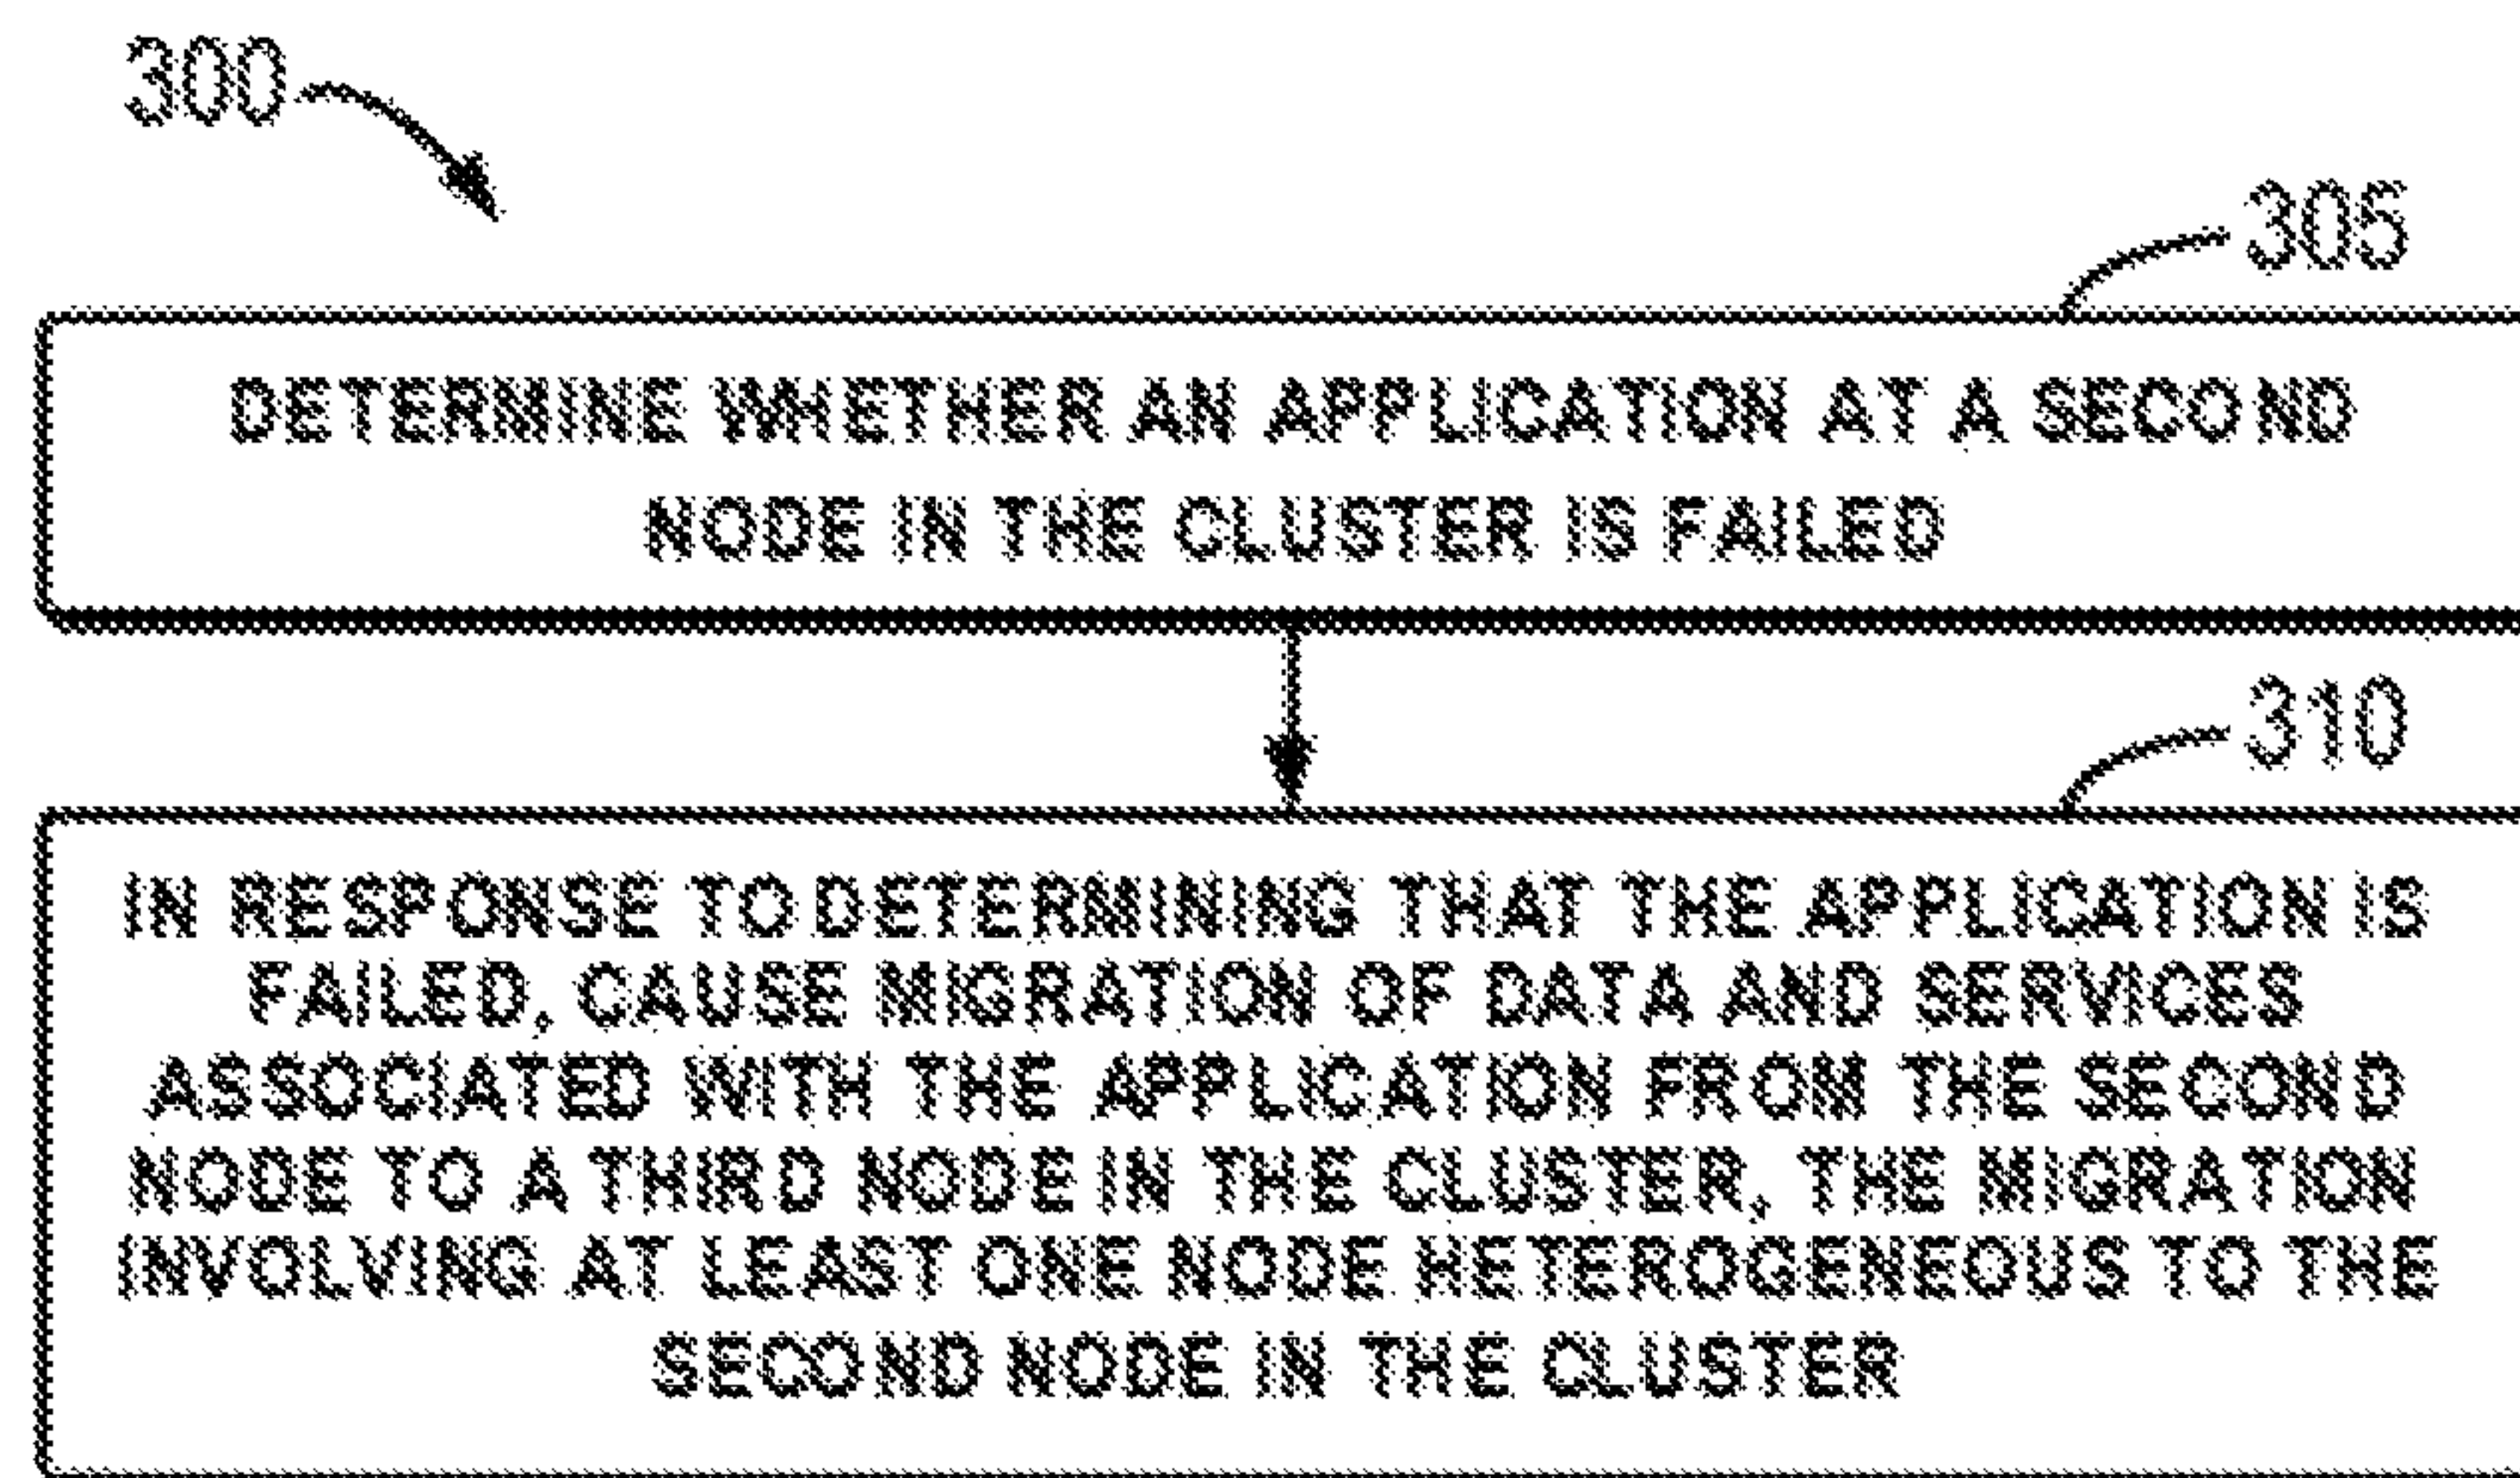 300
305
DETERMINE WHETHER AN APPLICATION AT A SECOND
NODE IN THE CLUSTER IS FAILED
310
IN RESPONSE TO DETERMINING THAT THE APPLICATION IS
FAILED, CAUSE MIGRATION OF DATA AND SERVICES
ASSOCIATED WITH THE APPLICATION FROM THE SECOND
NODE TO A THIRD NODE IN THE CLUSTER, THE MIGRATION
INVOLVING AT LEAST ONE NODE HETEROGENEOUS TO THE
SECOND NODE IN THE CLUSTER